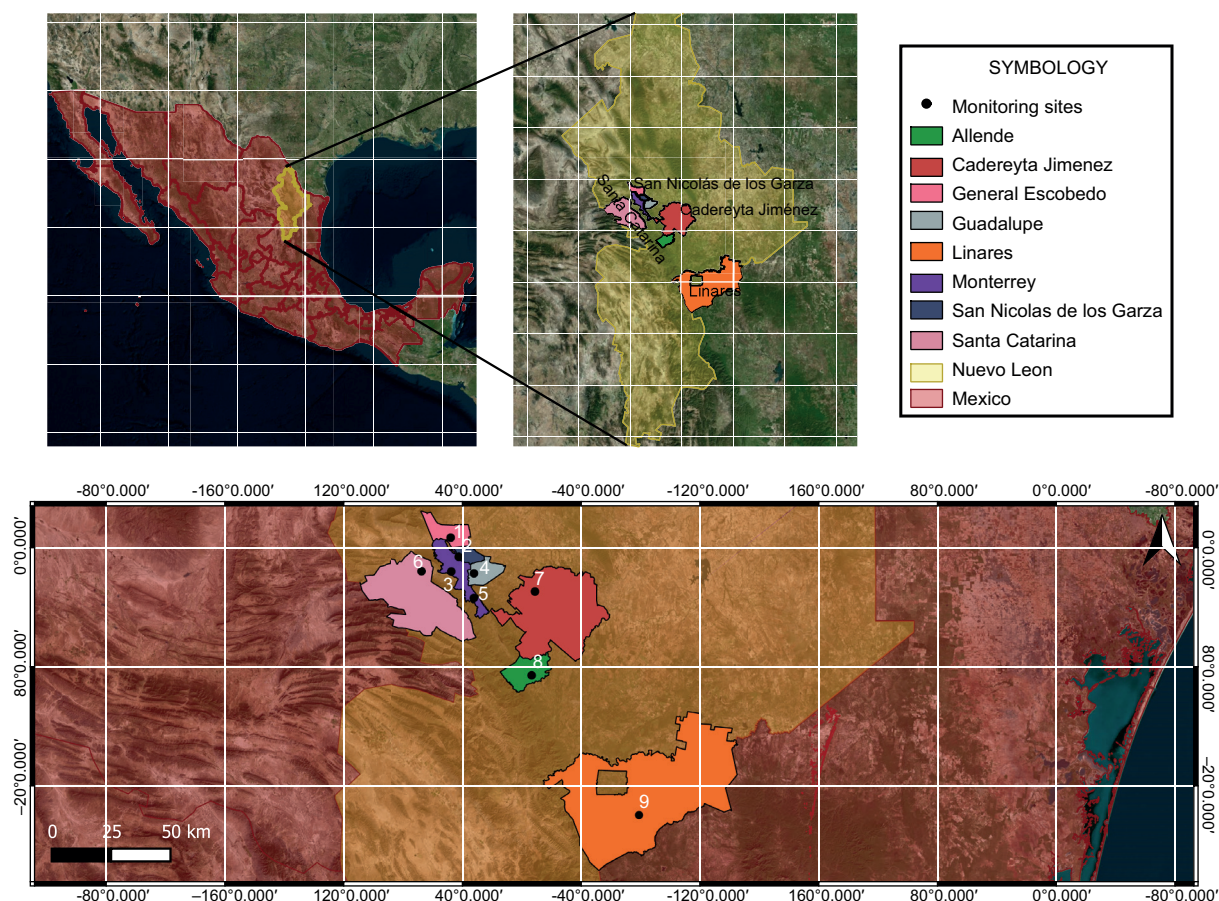 San Nicolás de los Garza
Santa Catarina
Cadereyta Jiménez
Linares
SYMBOLOGY
Monitoring sites
Allende
Cadereyta Jimenez
General Escobedo
Guadalupe
Linares
Monterrey
San Nicolas de los Garza
Santa Catarina
Nuevo Leon
Mexico
-80°0.000′ -160°0.000′ 120°0.000′ 40°0.000′ -40°0.000′ -120°0.000′ 160°0.000′ 80°0.000′ 0°0.000′ -80°0.000′
0°0.000′ 0°0.000′
80°0.000′ 80°0.000′
−20°0.000′ −20°0.000′
1
2
6
4
3
5
7
8
9
0 25 50 km
−80°0.000′ −160°0.000′ 120°0.000′ 40°0.000′ −40°0.000′ −120°0.000′ 160°0.000′ 80°0.000′ 0°0.000′ −80°0.000′